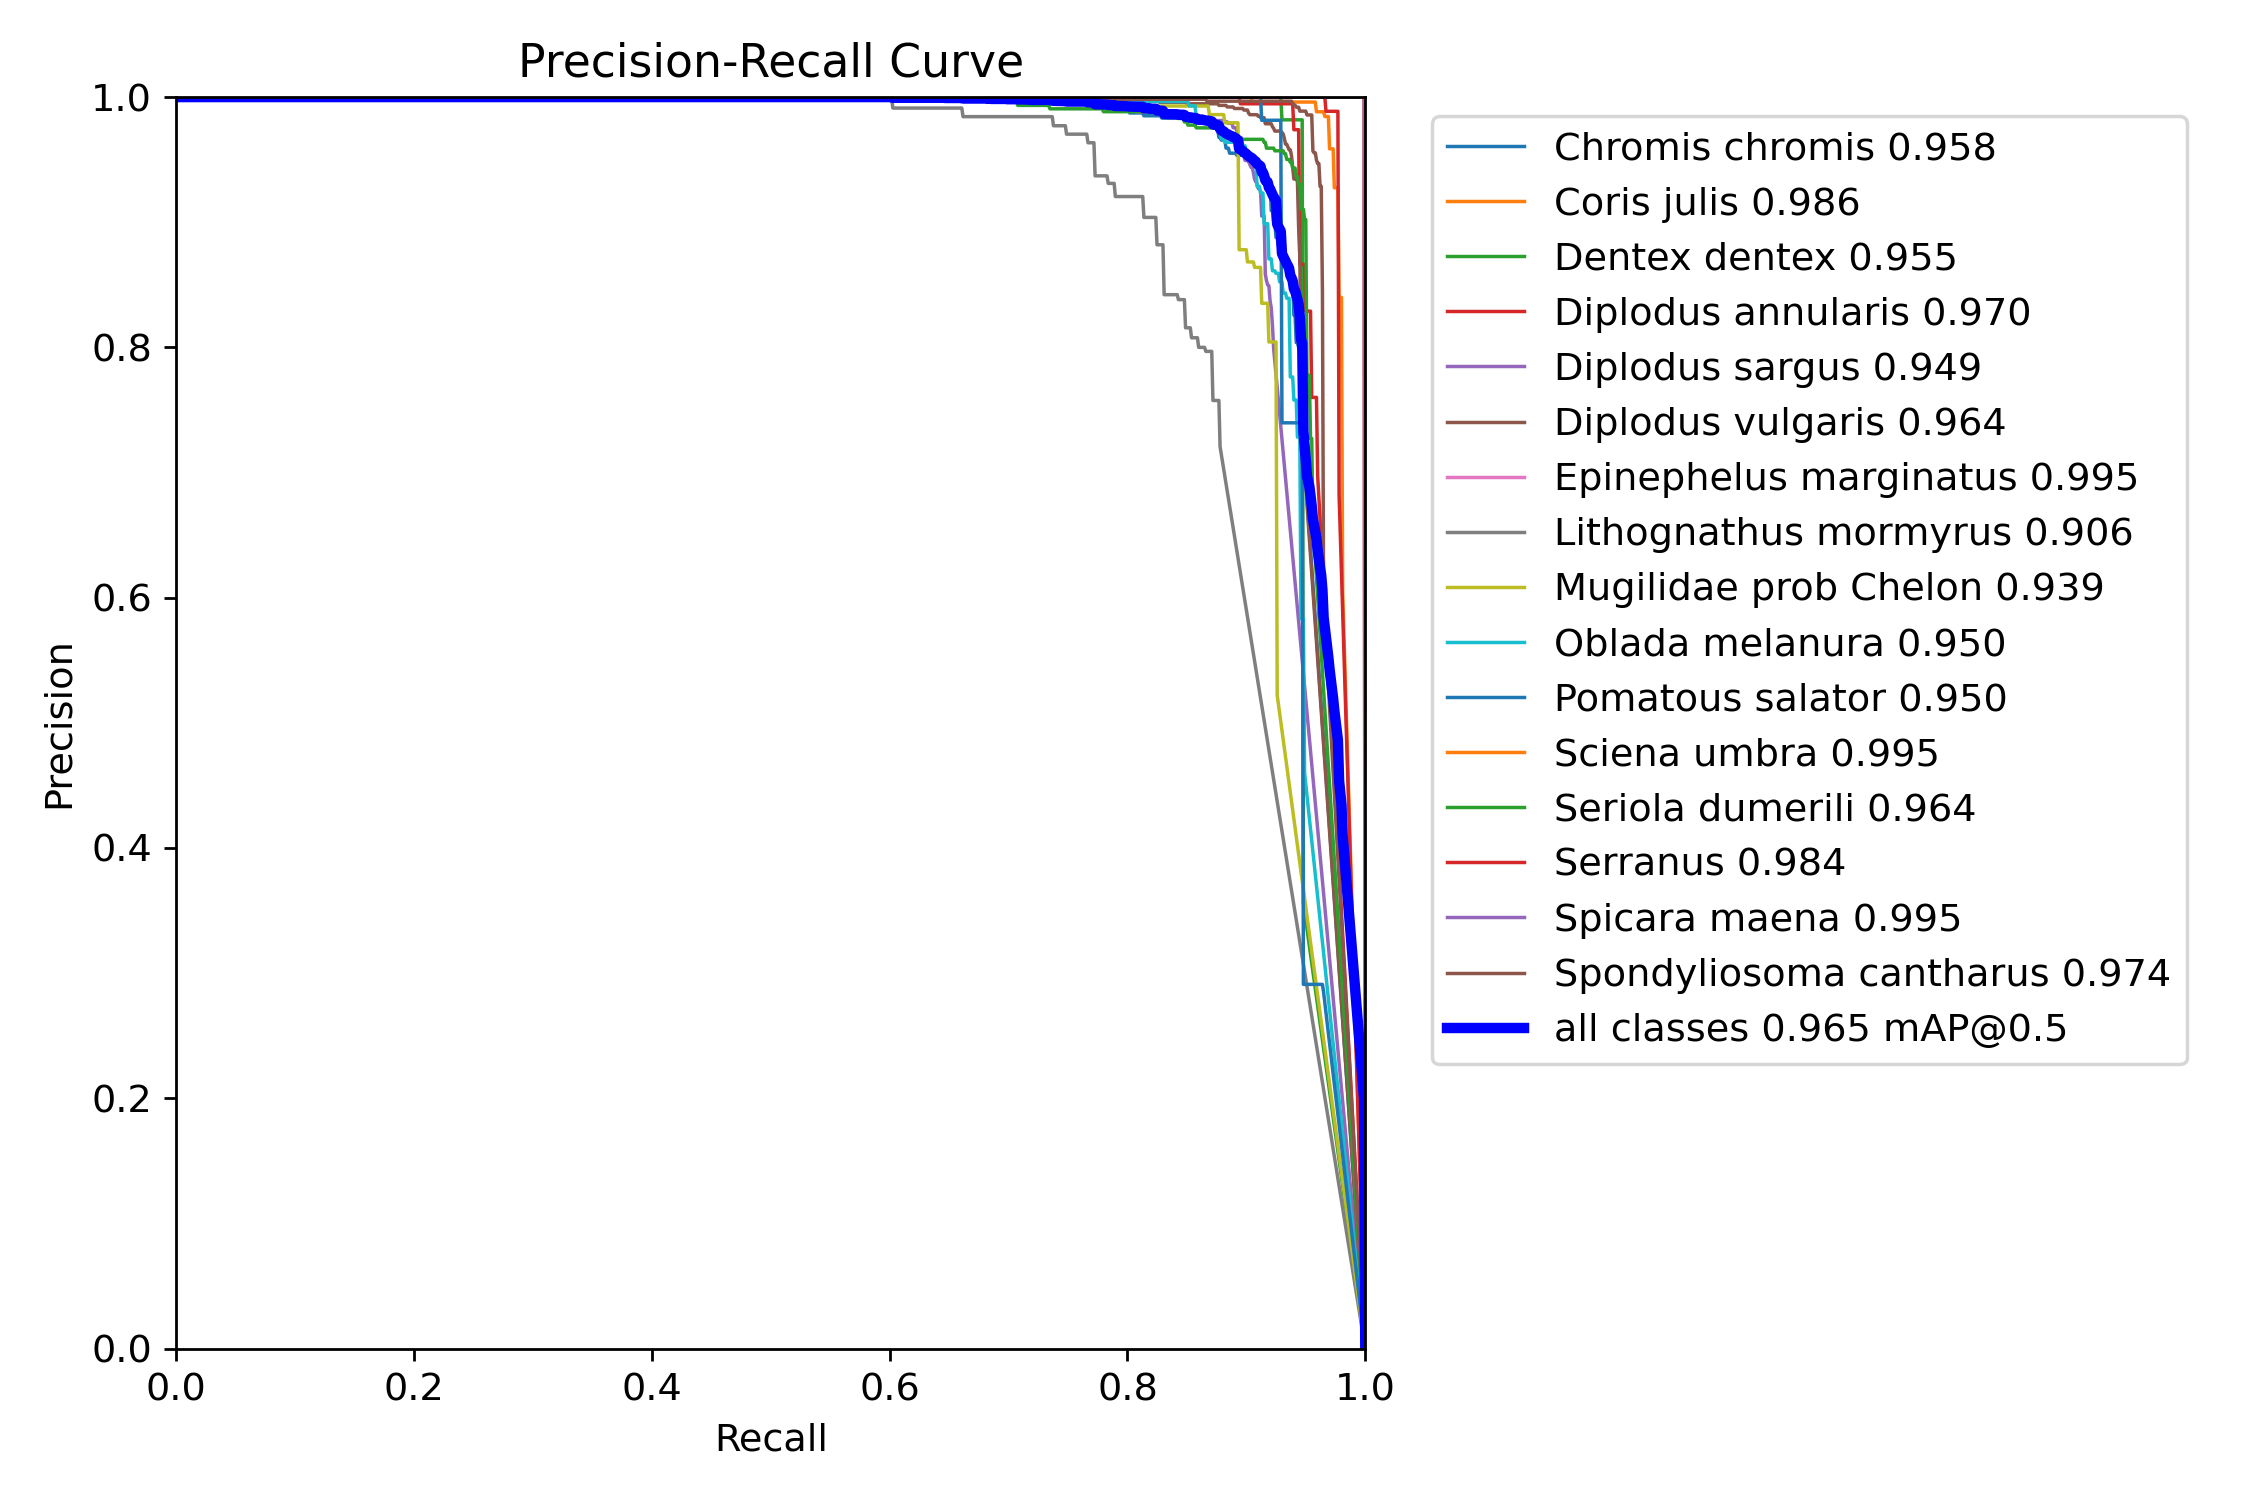 Precision-Recall Curve
1.0
0.8
0.6
0.4
0.2
0.0
Precision
0.0 0.2 0.4 0.6 0.8 1.0
Recall
Chromis chromis 0.958
Coris julis 0.986
Dentex dentex 0.955
Diplodus annularis 0.970
Diplodus sargus 0.949
Diplodus vulgaris 0.964
Epinephelus marginatus 0.995
Lithognathus mormyrus 0.906
Mugilidae prob Chelon 0.939
Oblada melanura 0.950
Pomatous salator 0.950
Sciena umbra 0.995
Seriola dumerili 0.964
Serranus 0.984
Spicara maena 0.995
Spondyliosoma cantharus 0.974
all classes 0.965 mAP@0.5